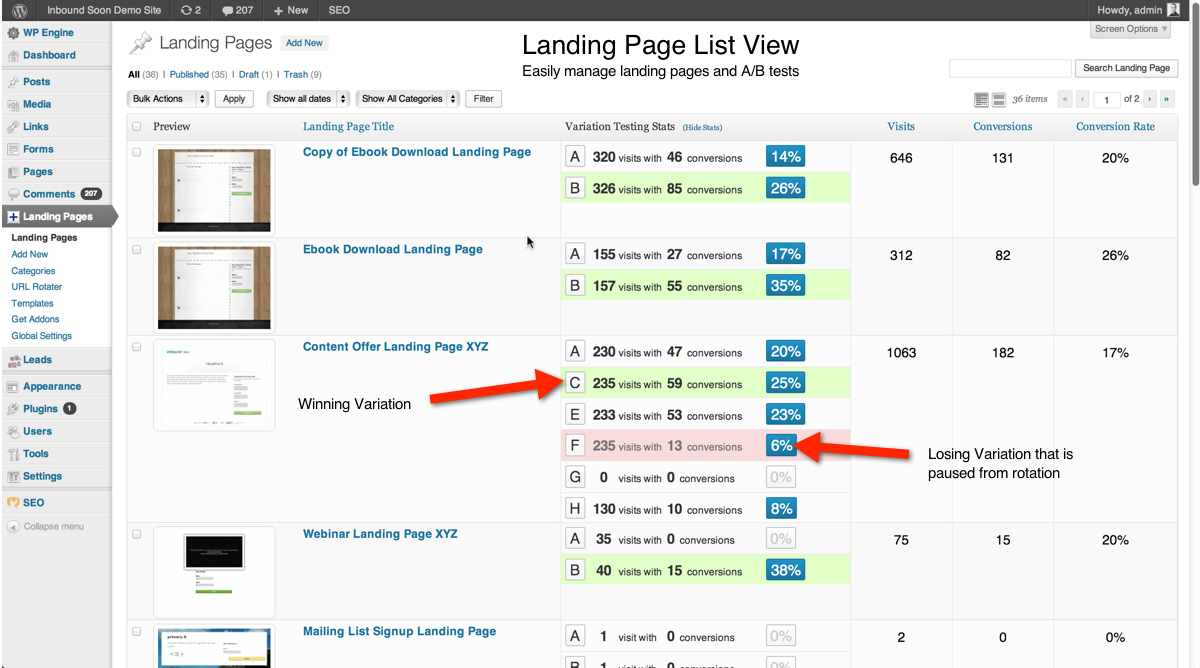 Inbound Soon Demo Site 2 207 + New SEO Howdy, admin
WP Engine
Dashboard
Posts
Media
Links
Forms
Pages
Comments 207
Landing Pages
Landing Pages
Add New
Categories
URL Rotater
Templates
Get Addons
Global Settings
Leads
Appearance
Plugins 1
Users
Tools
Settings
SEO
Collapse menu
Screen Options
Landing Pages Add New
Landing Page List View
Easily manage landing pages and A/B tests
All (36) | Published (35) | Draft (1) | Trash (9)
Search Landing Page
Bulk Actions Apply Show all dates Show All Categories Filter
36 items « ‹ 1 of 2 › »
Preview Landing Page Title Variation Testing Stats (Hide Stats) Visits Conversions Conversion Rate
Copy of Ebook Download Landing Page
A 320 visits with 46 conversions 14%
B 326 visits with 85 conversions 26%
646 131 20%
Ebook Download Landing Page
A 155 visits with 27 conversions 17%
B 157 visits with 55 conversions 35%
312 82 26%
Content Offer Landing Page XYZ
A 230 visits with 47 conversions 20%
C 235 visits with 59 conversions 25%
E 233 visits with 53 conversions 23%
F 235 visits with 13 conversions 6%
G 0 visits with 0 conversions 0%
H 130 visits with 10 conversions 8%
1063 182 17%
Winning Variation
Losing Variation that is
paused from rotation
Webinar Landing Page XYZ
A 35 visits with 0 conversions 0%
B 40 visits with 15 conversions 38%
75 15 20%
Mailing List Signup Landing Page
A 1 visit with 0 conversions 0%
B 1 visit with 0 conversions 0%
2 0 0%